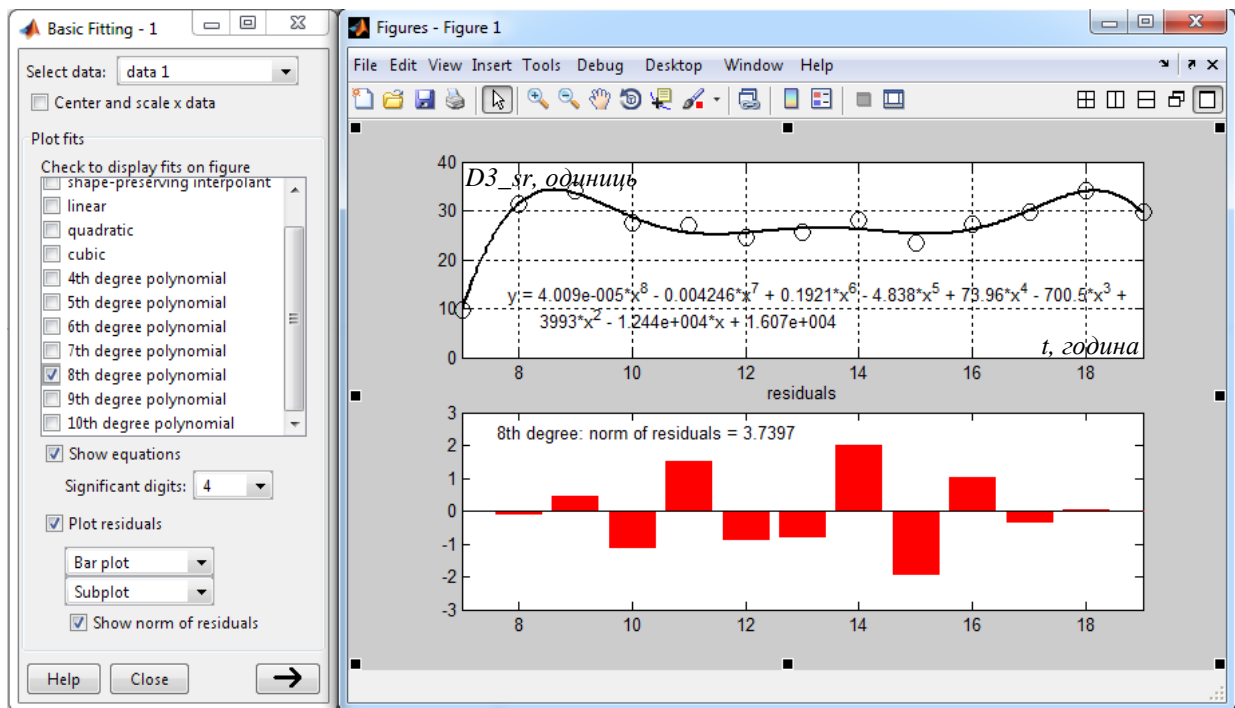 Basic Fitting - 1
Select data: data 1
Center and scale x data
Plot fits
Check to display fits on figure
shape-preserving interpolant
linear
quadratic
cubic
4th degree polynomial
5th degree polynomial
6th degree polynomial
7th degree polynomial
8th degree polynomial
9th degree polynomial
10th degree polynomial
Show equations
Significant digits: 4
Plot residuals
Bar plot
Subplot
Show norm of residuals
Help Close
Figures - Figure 1
File Edit View Insert Tools Debug Desktop Window Help
40
30
20
10
0
D3_sr, одиниць
y = 4.009e-005*x^8 - 0.004246*x^7 + 0.1921*x^6 - 4.838*x^5 + 73.96*x^4 - 700.5*x^3 +
3993*x^2 - 1.244e+004*x + 1.607e+004
t, година
8 10 12 14 16 18
residuals
3
2
1
0
-1
-2
-3
8th degree: norm of residuals = 3.7397
8 10 12 14 16 18